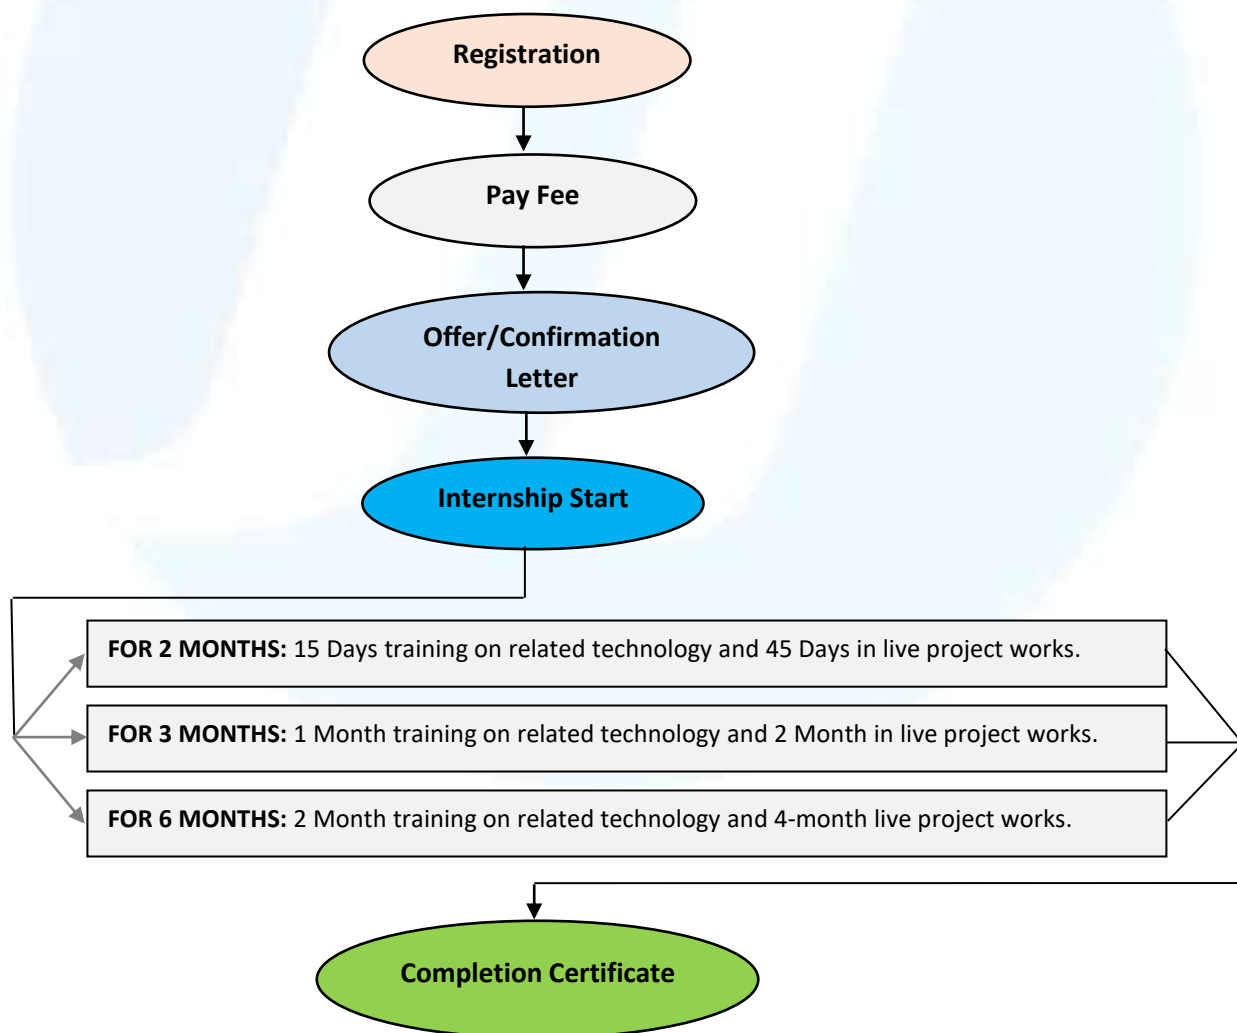 Registration
Pay Fee
Offer/Confirmation
Letter
Internship Start
FOR 2 MONTHS: 15 Days training on related technology and 45 Days in live project works.
FOR 3 MONTHS: 1 Month training on related technology and 2 Month in live project works.
FOR 6 MONTHS: 2 Month training on related technology and 4-month live project works.
Completion Certificate